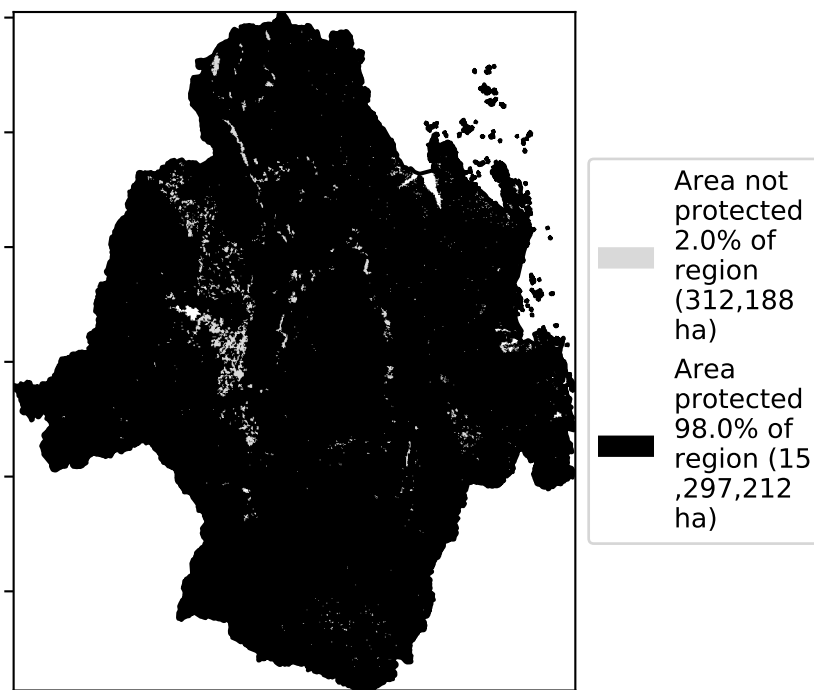 Area not
protected
2.0% of
region
(312,188
ha)
Area
protected
98.0% of
region (15
,297,212
ha)